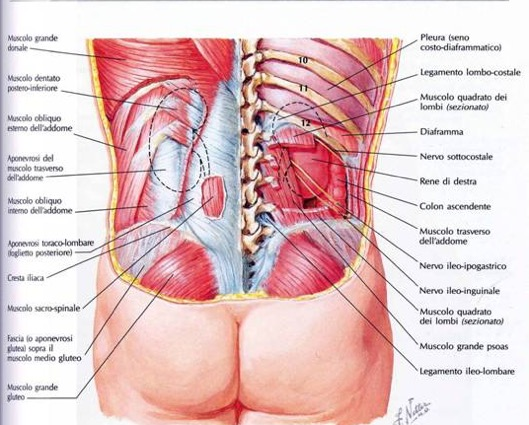 Muscolo grande
dorsale
Muscolo dentato
postero-inferiore
Muscolo obliquo
esterno dell'addome
Aponevrosi del
muscolo trasverso
dell'addome
Muscolo obliquo
interno dell'addome
Aponevrosi toraco-lombare
(foglietto posteriore)
Cresta iliaca
Muscolo sacro-spinale
Fascia (o aponevrosi
glutea) sopra il
muscolo medio gluteo
Muscolo grande
gluteo
10
11
12
Pleura (seno
costo-diaframmatico)
Legamento lombo-costale
Muscolo quadrato dei
lombi (sezionato)
Diaframma
Nervo sottocostale
Rene di destra
Colon ascendente
Muscolo trasverso
dell'addome
Nervo ileo-ipogastrico
Nervo ileo-inguinale
Muscolo quadrato
dei lombi (sezionato)
Muscolo grande psoas
Legamento ileo-lombare
F. Netter
M.D.